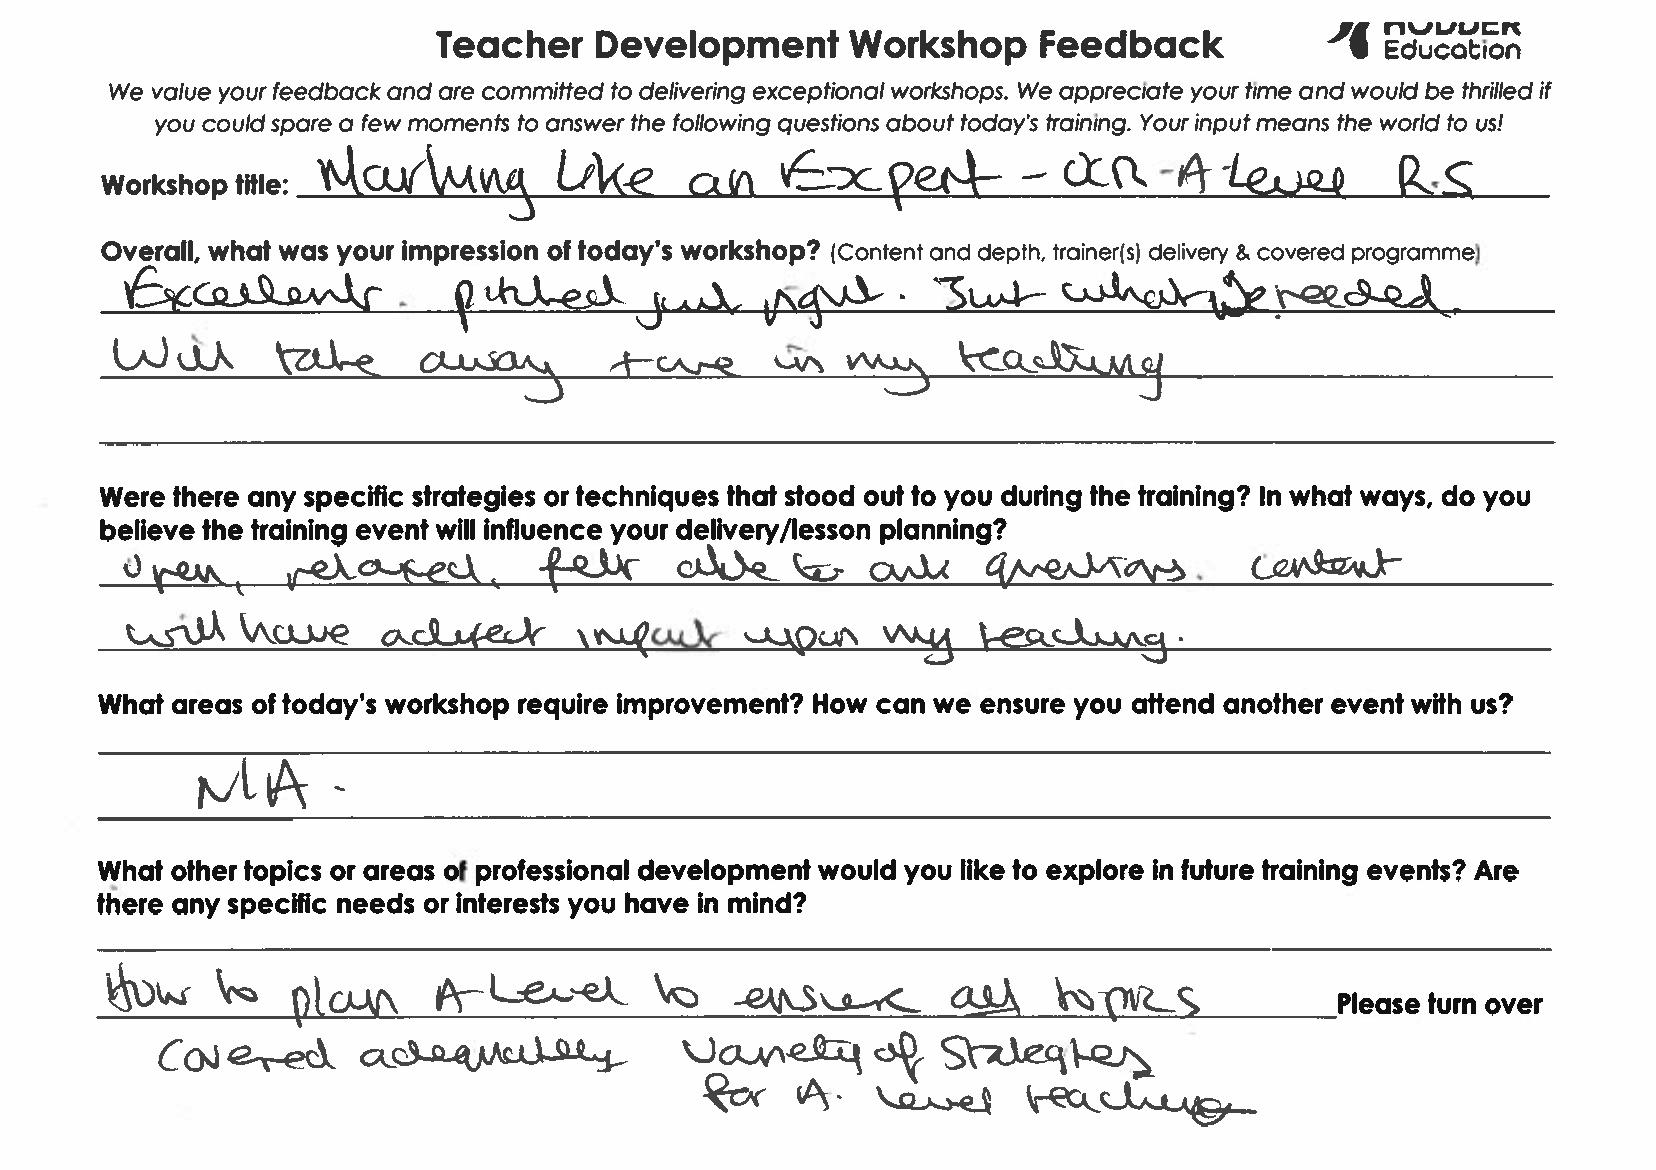 Teacher Development Workshop Feedback
HODDER
Education
We value your feedback and are committed to delivering exceptional workshops. We appreciate your time and would be thrilled if
you could spare a few moments to answer the following questions about today's training. Your input means the world to us!
Workshop title: Marking Like an Expert - OCR - A-Level R.S
Overall, what was your impression of today's workshop? (Content and depth, trainer(s) delivery & covered programme)
Excellent. pitched just right. Just what needed.
Will take away + use in my teaching
Were there any specific strategies or techniques that stood out to you during the training? In what ways, do you
believe the training event will influence your delivery/lesson planning?
Open, relaxed, felt able to ask questions. Content
will have a direct impact upon my teaching.
What areas of today's workshop require improvement? How can we ensure you attend another event with us?
N/A.
What other topics or areas of professional development would you like to explore in future training events? Are
there any specific needs or interests you have in mind?
How to plan A-Level to ensure all topics
Please turn over
Covered adequately Variety of Strategies
for A. Level teaching